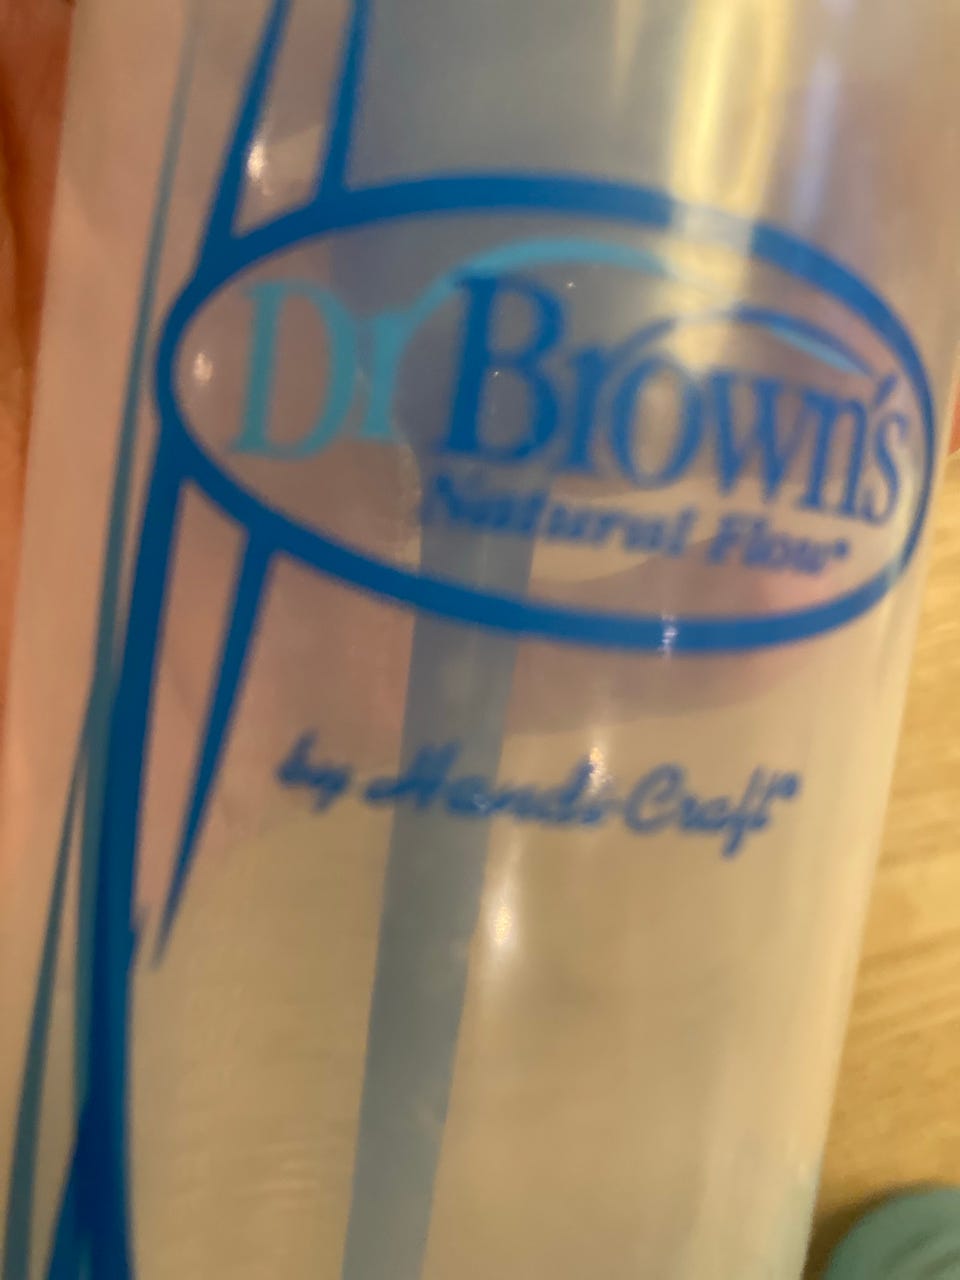 Dr Brown's
Natural Flow®
by Handi-Craft®